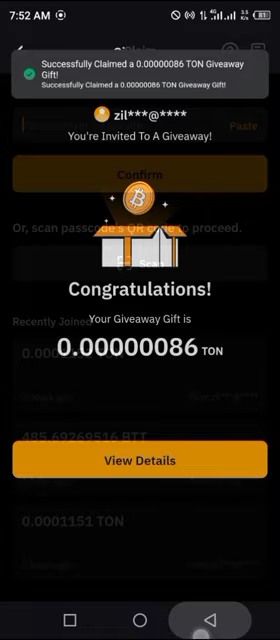 7:52 AM
Successfully Claimed a 0.00000086 TON Giveaway
Gift!
Successfully Claimed a 0.00000086 TON Giveaway Gift!
zil***@****
You're Invited To A Giveaway!
Paste
Confirm
Or, scan passcode's QR code to proceed.
Scan
Congratulations!
Your Giveaway Gift is
Recently Joined
0.00000086 TON
485.69269516 BTT
View Details
0.0001151 TON